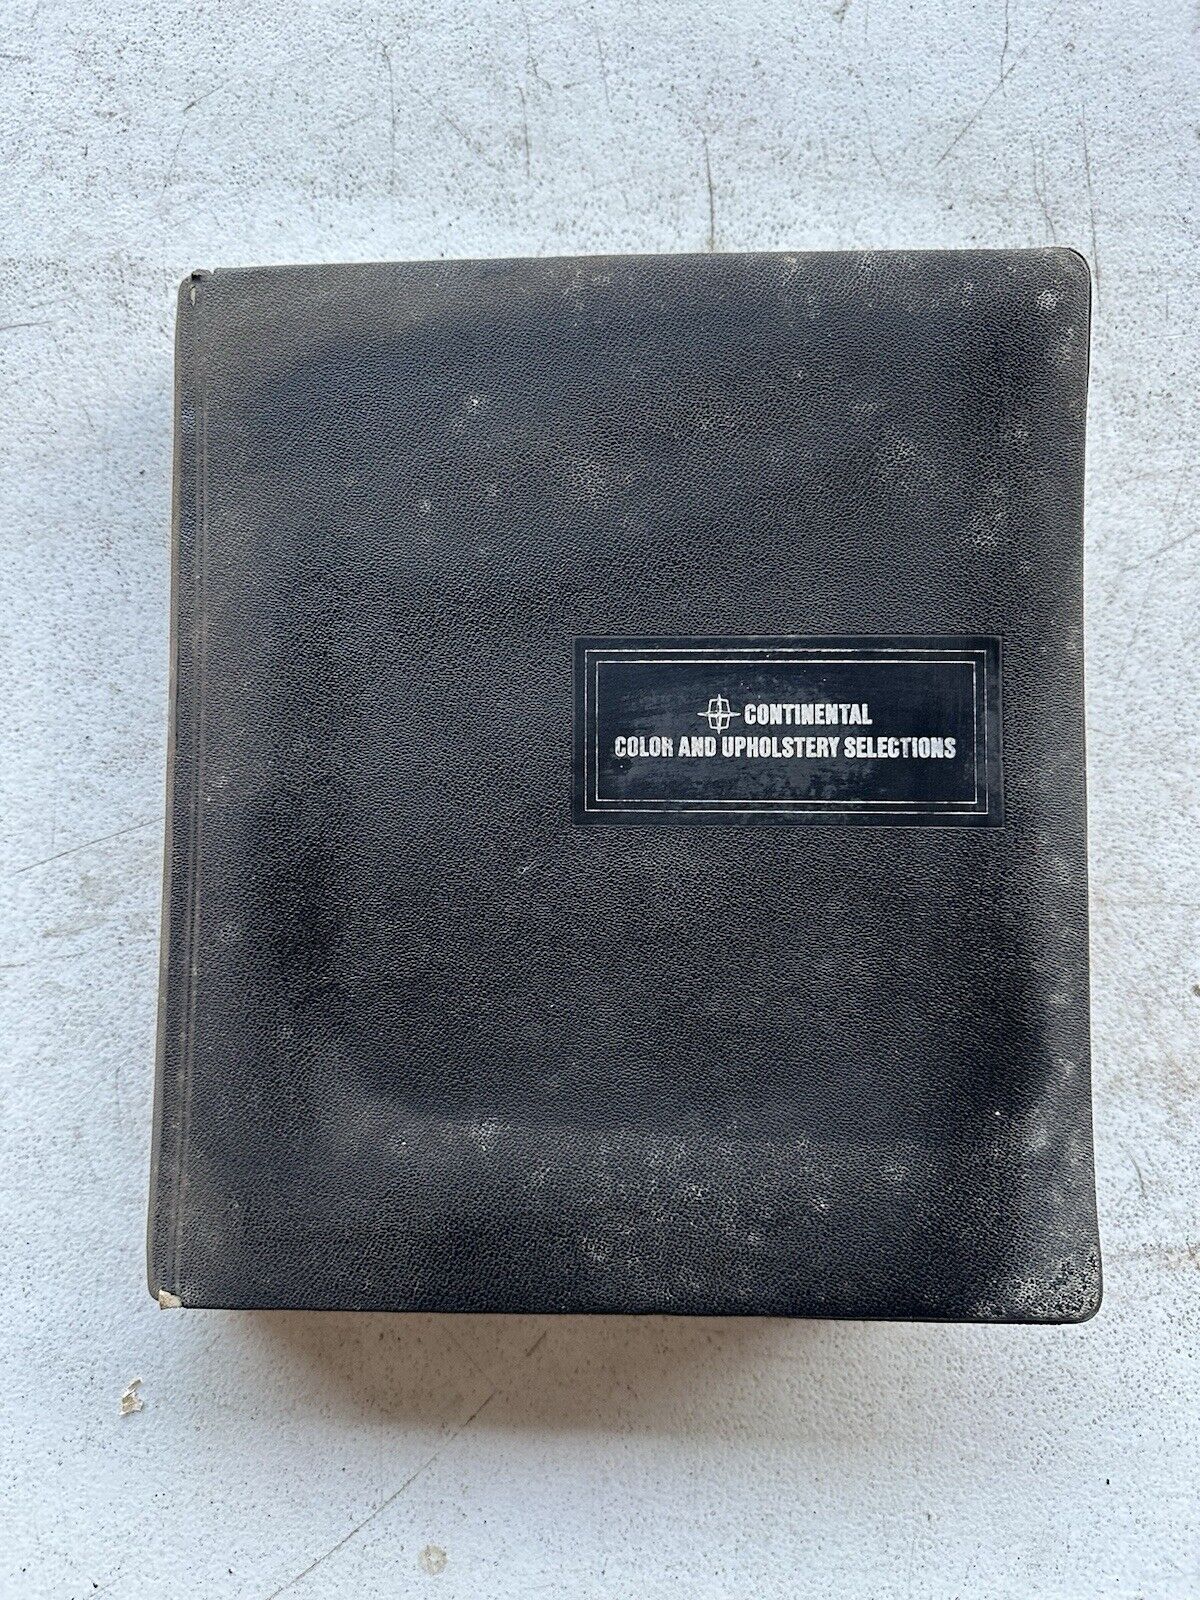 CONTINENTAL
COLOR AND UPHOLSTERY SELECTIONS